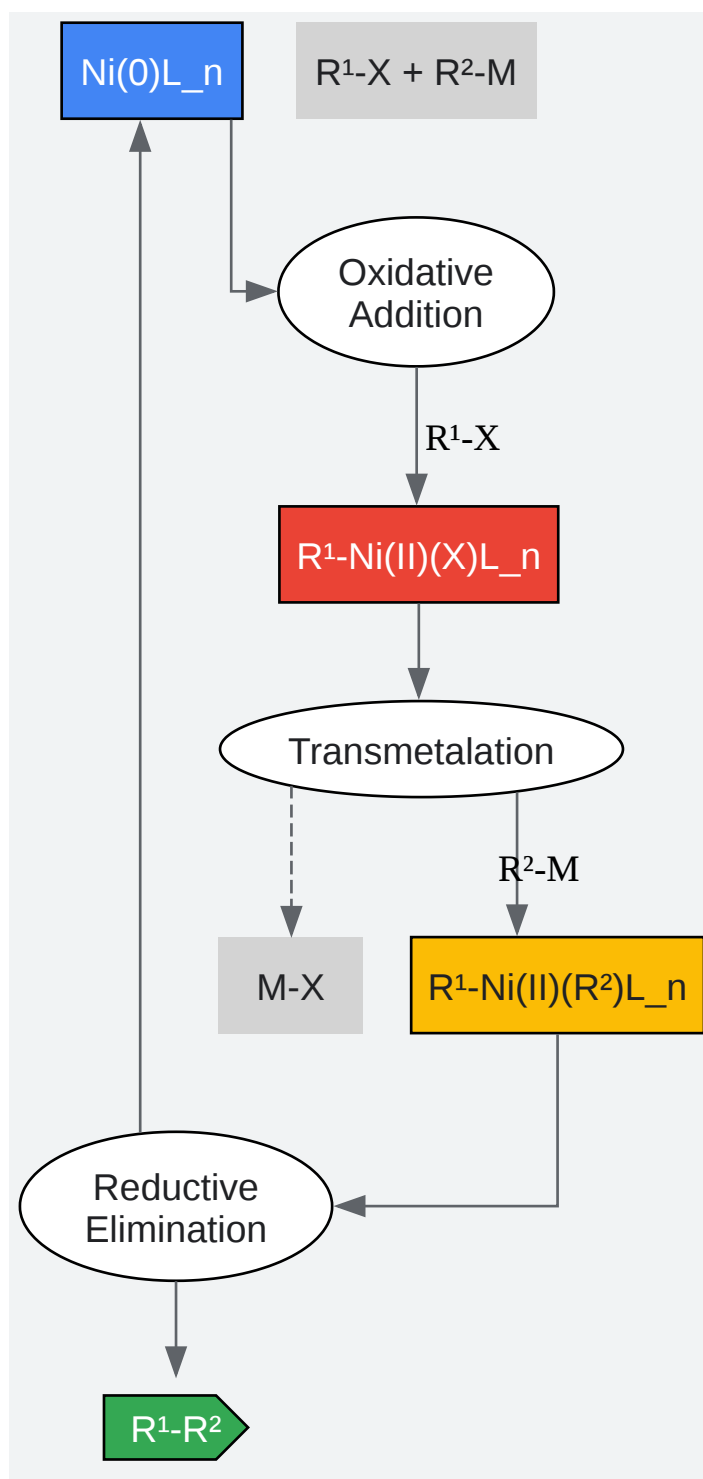 Ni(0)L_n
R¹-X + R²-M
Oxidative
Addition
R¹-X
R¹-Ni(II)(X)L_n
Transmetalation
R²-M
M-X
R¹-Ni(II)(R²)L_n
Reductive
Elimination
R¹-R²